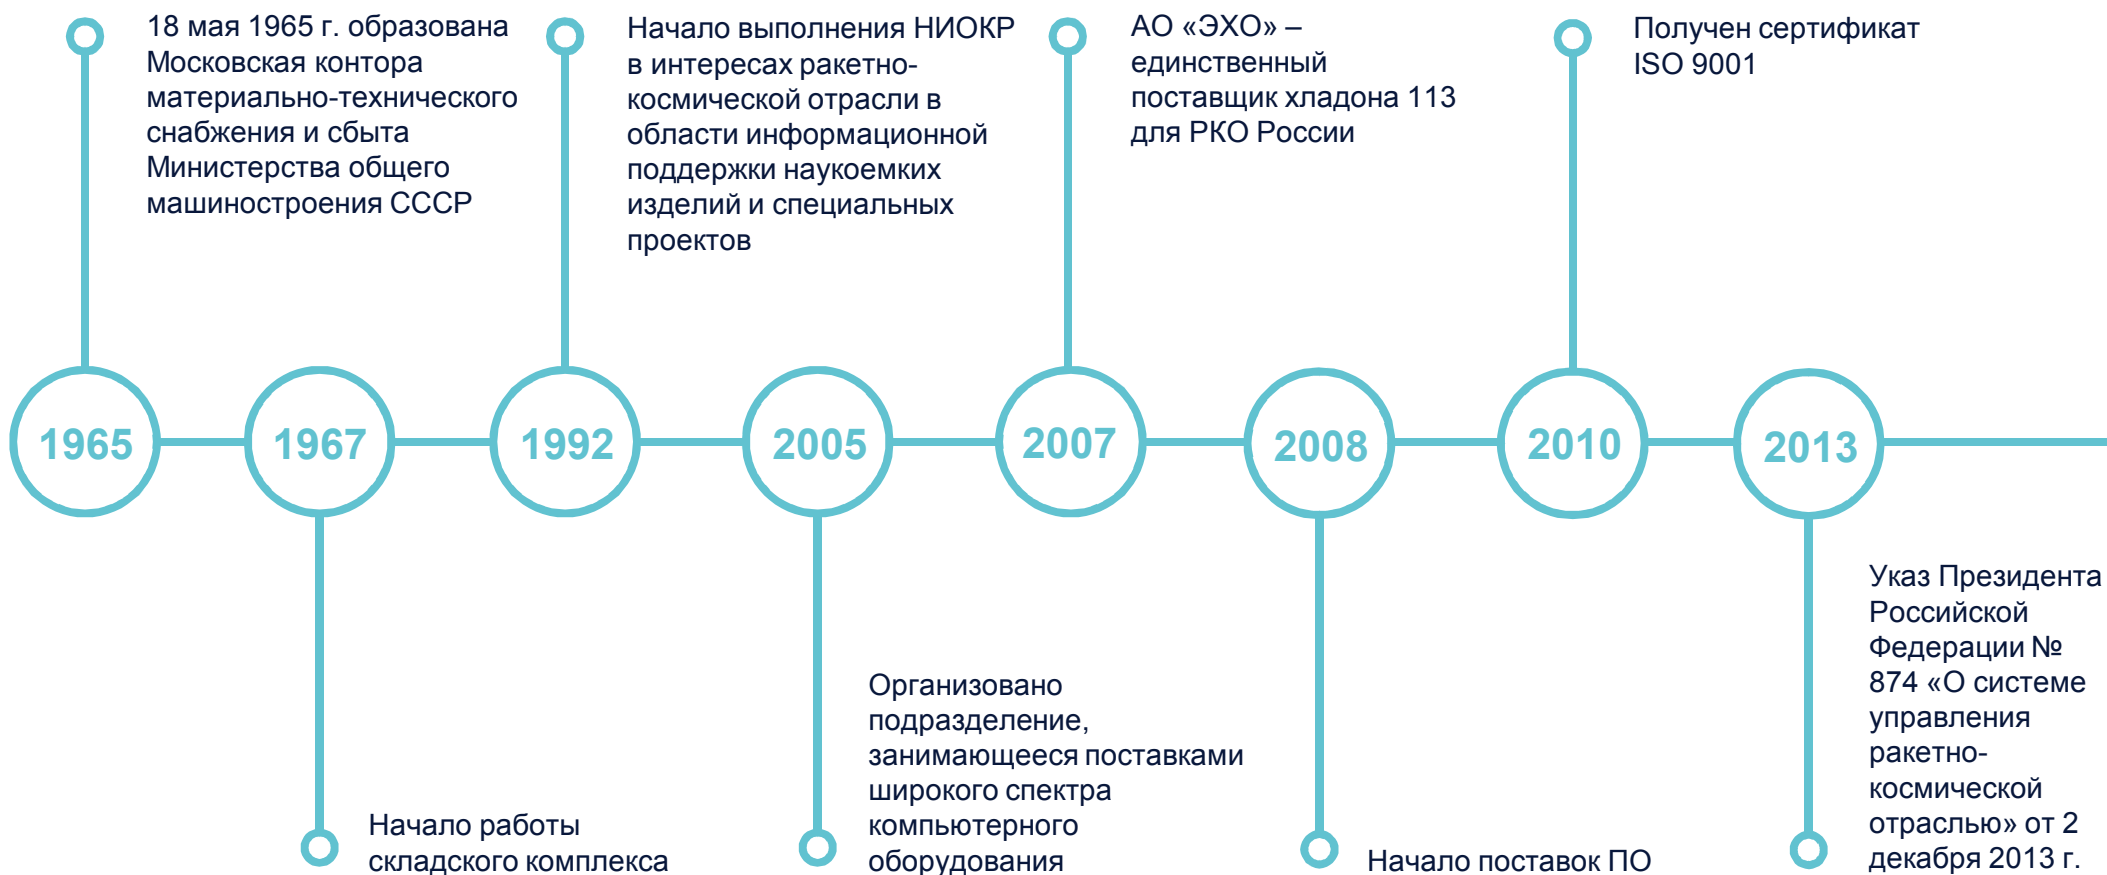 18 мая 1965 г. образована
Московская контора
материально-технического
снабжения и сбыта
Министерства общего
машиностроения СССР
Начало выполнения НИОКР
в интересах ракетно-
космической отрасли в
области информационной
поддержки наукоемких
изделий и специальных
проектов
АО «ЭХО» –
единственный
поставщик хладона 113
для РКО России
Получен сертификат
ISO 9001
1965
1967
1992
2005
2007
2008
2010
2013
Начало работы
складского комплекса
Организовано
подразделение,
занимающееся поставками
широкого спектра
компьютерного
оборудования
Начало поставок ПО
Указ Президента
Российской
Федерации №
874 «О системе
управления
ракетно-
космической
отраслью» от 2
декабря 2013 г.